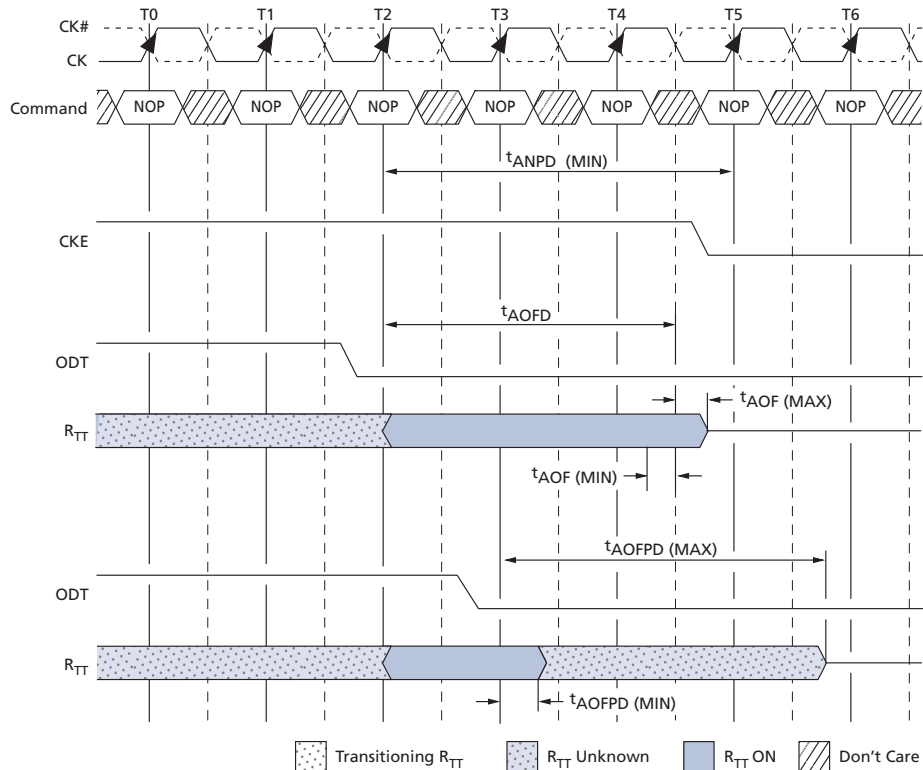 T0 T1 T2 T3 T4 T5 T6
CK#
CK
Command NOP NOP NOP NOP NOP NOP NOP
tANPD (MIN)
CKE
tAOFD
ODT
tAOF (MAX)
RTT
tAOF (MIN)
tAOFPD (MAX)
ODT
RTT
tAOFPD (MIN)
Transitioning RTT RTT Unknown RTT ON Don't Care